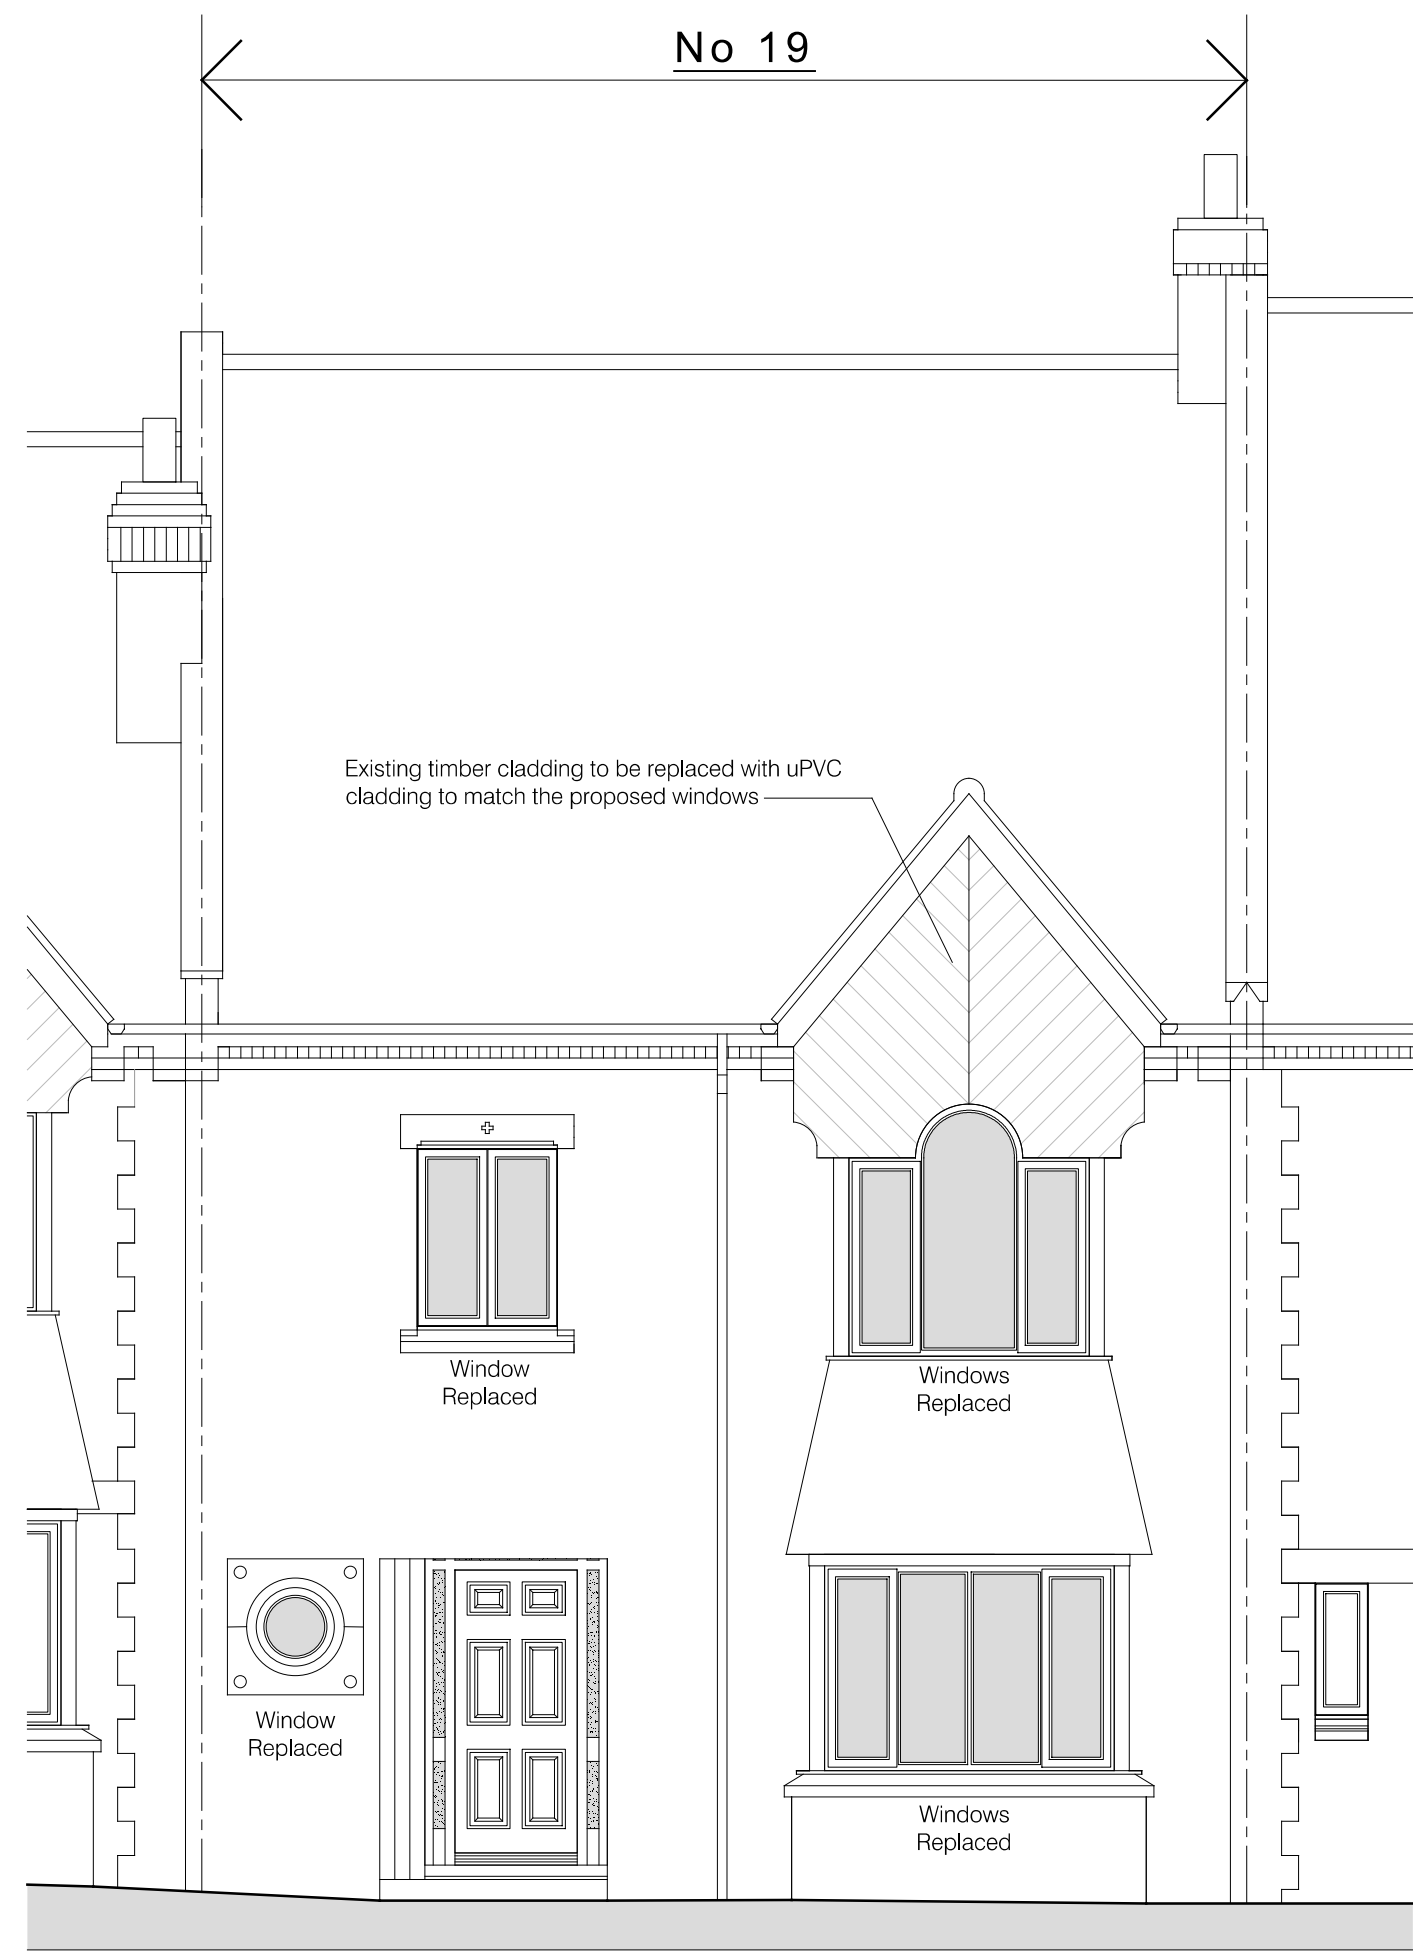 No 19
Existing timber cladding to be replaced with uPVC
cladding to match the proposed windows
Window
Replaced
Windows
Replaced
Window
Replaced
Windows
Replaced